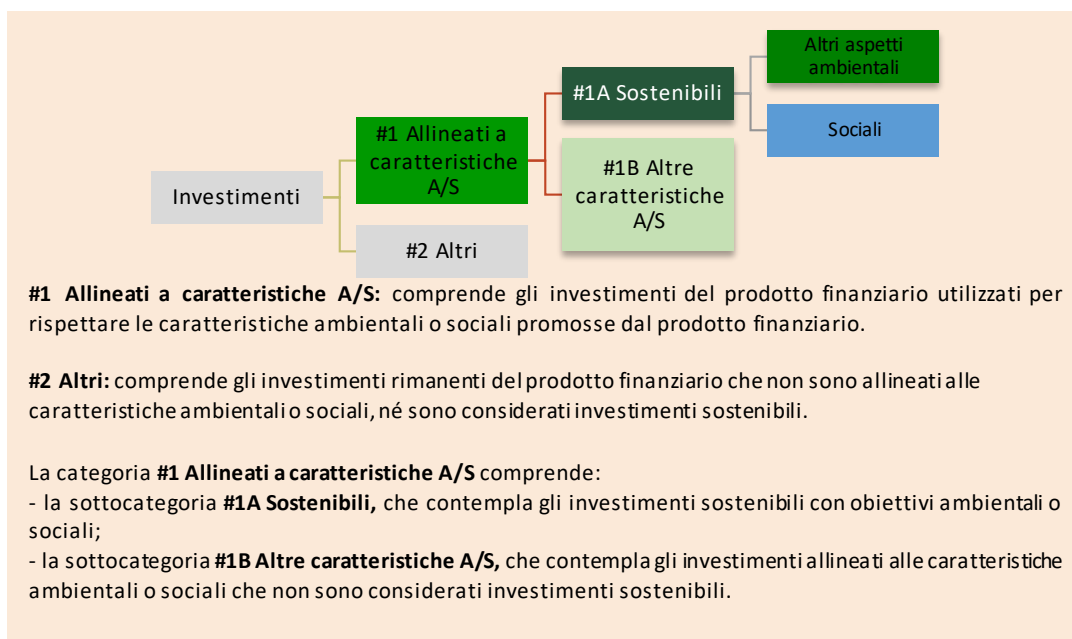 Altri aspetti
ambientali
#1A Sostenibili
#1 Allineati a
caratteristiche
A/S
Sociali
#1B Altre
caratteristiche
A/S
Investimenti
#2 Altri
#1 Allineati a caratteristiche A/S: comprende gli investimenti del prodotto finanziario utilizzati per
rispettare le caratteristiche ambientali o sociali promosse dal prodotto finanziario.
#2 Altri: comprende gli investimenti rimanenti del prodotto finanziario che non sono allineati alle
caratteristiche ambientali o sociali, né sono considerati investimenti sostenibili.
La categoria #1 Allineati a caratteristiche A/S comprende:
- la sottocategoria #1A Sostenibili, che contempla gli investimenti sostenibili con obiettivi ambientali o
sociali;
- la sottocategoria #1B Altre caratteristiche A/S, che contempla gli investimenti allineati alle caratteristiche
ambientali o sociali che non sono considerati investimenti sostenibili.